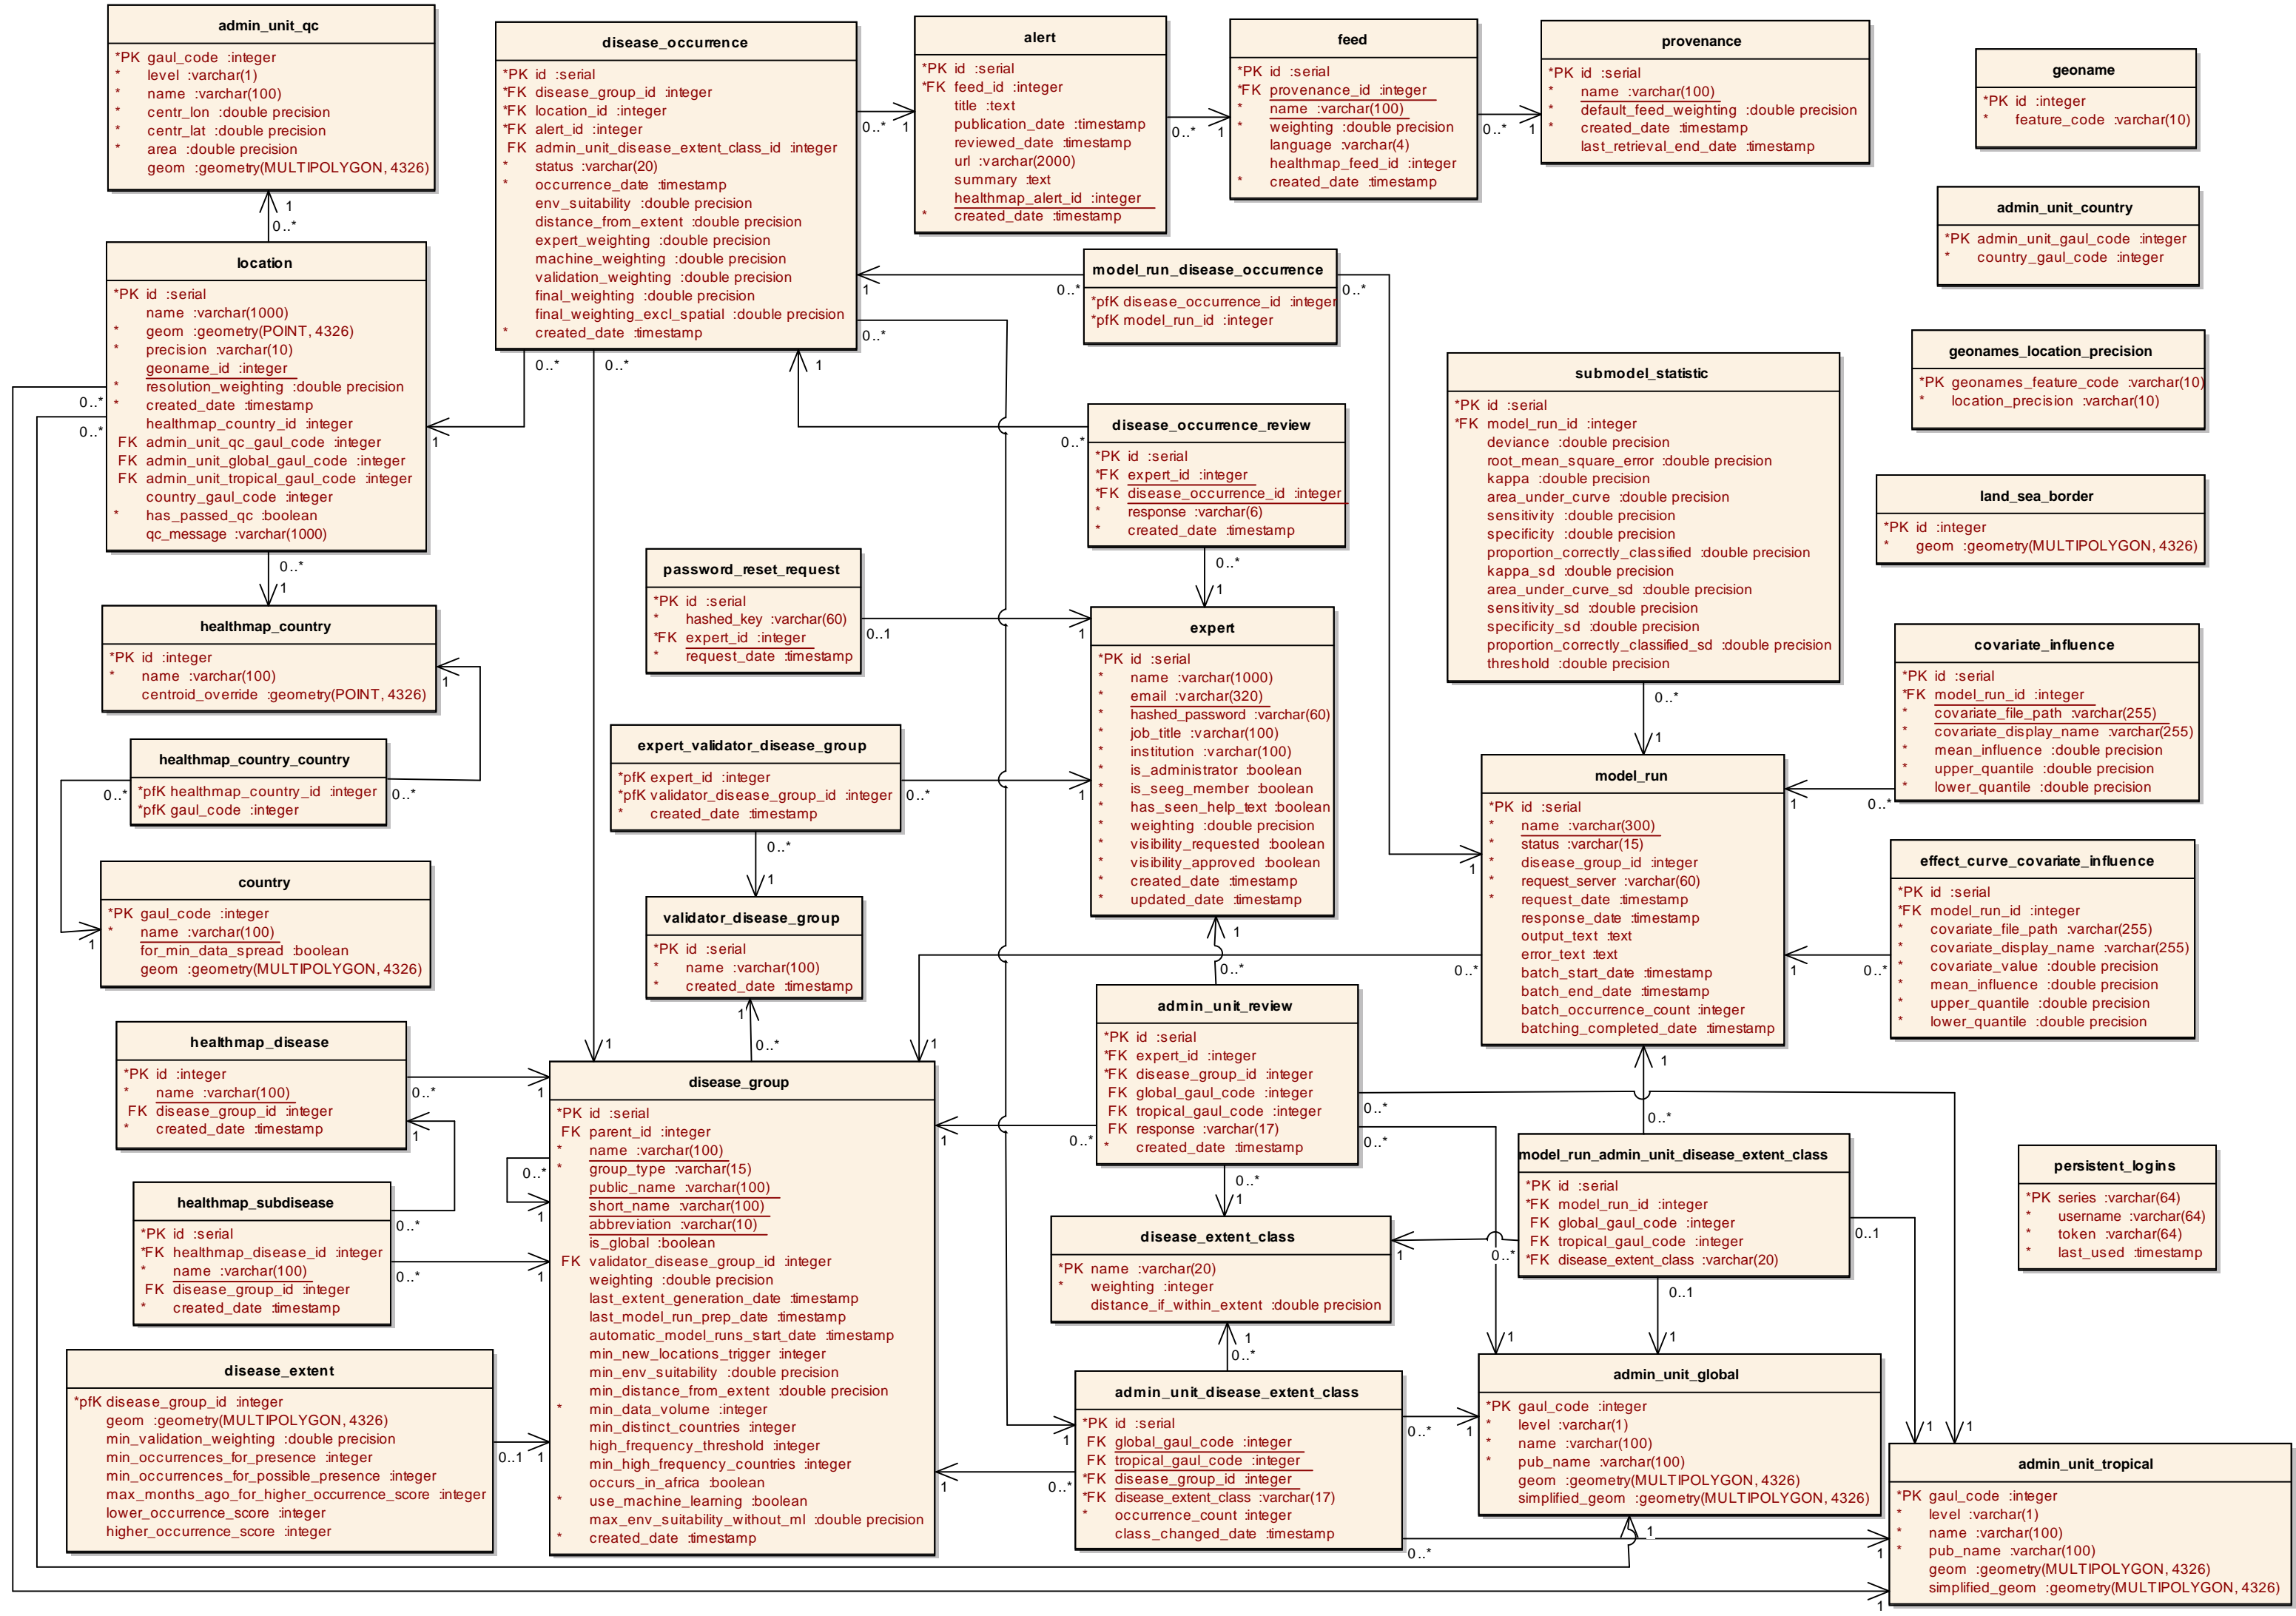 admin_unit_qc
*PK gaul_code :integer
* level :varchar(1)
* name :varchar(100)
* centr_lon :double precision
* centr_lat :double precision
* area :double precision
geom :geometry(MULTIPOLYGON, 4326)
disease_occurrence
*PK id :serial
*FK disease_group_id :integer
*FK location_id :integer
*FK alert_id :integer
FK admin_unit_disease_extent_class_id :integer
* status :varchar(20)
* occurrence_date :timestamp
env_suitability :double precision
distance_from_extent :double precision
expert_weighting :double precision
machine_weighting :double precision
validation_weighting :double precision
final_weighting :double precision
final_weighting_excl_spatial :double precision
* created_date :timestamp
alert
*PK id :serial
*FK feed_id :integer
title :text
publication_date :timestamp
reviewed_date :timestamp
url :varchar(2000)
summary :text
healthmap_alert_id :integer
* created_date :timestamp
feed
*PK id :serial
*FK provenance_id :integer
* name :varchar(100)
* weighting :double precision
language :varchar(4)
healthmap_feed_id :integer
* created_date :timestamp
provenance
*PK id :serial
* name :varchar(100)
* default_feed_weighting :double precision
* created_date :timestamp
last_retrieval_end_date :timestamp
geoname
*PK id :integer
* feature_code :varchar(10)
admin_unit_country
*PK admin_unit_gaul_code :integer
* country_gaul_code :integer
geonames_location_precision
*PK geonames_feature_code :varchar(10)
* location_precision :varchar(10)
land_sea_border
*PK id :integer
* geom :geometry(MULTIPOLYGON, 4326)
location
*PK id :serial
name :varchar(1000)
* geom :geometry(POINT, 4326)
* precision :varchar(10)
geoname_id :integer
* resolution_weighting :double precision
* created_date :timestamp
healthmap_country_id :integer
FK admin_unit_qc_gaul_code :integer
FK admin_unit_global_gaul_code :integer
FK admin_unit_tropical_gaul_code :integer
country_gaul_code :integer
* has_passed_qc :boolean
qc_message :varchar(1000)
model_run_disease_occurrence
*pfK disease_occurrence_id :integer
*pfK model_run_id :integer
disease_occurrence_review
*PK id :serial
*FK expert_id :integer
*FK disease_occurrence_id :integer
* response :varchar(6)
* created_date :timestamp
submodel_statistic
*PK id :serial
*FK model_run_id :integer
deviance :double precision
root_mean_square_error :double precision
kappa :double precision
area_under_curve :double precision
sensitivity :double precision
specificity :double precision
proportion_correctly_classified :double precision
kappa_sd :double precision
area_under_curve_sd :double precision
sensitivity_sd :double precision
specificity_sd :double precision
proportion_correctly_classified_sd :double precision
threshold :double precision
password_reset_request
*PK id :serial
* hashed_key :varchar(60)
*FK expert_id :integer
* request_date :timestamp
healthmap_country
*PK id :integer
* name :varchar(100)
centroid_override :geometry(POINT, 4326)
expert
*PK id :serial
* name :varchar(1000)
* email :varchar(320)
* hashed_password :varchar(60)
* job_title :varchar(100)
* institution :varchar(100)
* is_administrator :boolean
* is_seeg_member :boolean
* has_seen_help_text :boolean
* weighting :double precision
* visibility_requested :boolean
* visibility_approved :boolean
* created_date :timestamp
* updated_date :timestamp
covariate_influence
*PK id :serial
*FK model_run_id :integer
* covariate_file_path :varchar(255)
* covariate_display_name :varchar(255)
* mean_influence :double precision
* upper_quantile :double precision
* lower_quantile :double precision
healthmap_country_country
*pfK healthmap_country_id :integer
*pfK gaul_code :integer
expert_validator_disease_group
*pfK expert_id :integer
*pfK validator_disease_group_id :integer
* created_date :timestamp
model_run
*PK id :serial
* name :varchar(300)
* status :varchar(15)
* disease_group_id :integer
* request_server :varchar(60)
* request_date :timestamp
response_date :timestamp
output_text :text
error_text :text
batch_start_date :timestamp
batch_end_date :timestamp
batch_occurrence_count :integer
batching_completed_date :timestamp
effect_curve_covariate_influence
*PK id :serial
*FK model_run_id :integer
* covariate_file_path :varchar(255)
* covariate_display_name :varchar(255)
* covariate_value :double precision
* mean_influence :double precision
* upper_quantile :double precision
* lower_quantile :double precision
country
*PK gaul_code :integer
* name :varchar(100)
for_min_data_spread :boolean
geom :geometry(MULTIPOLYGON, 4326)
validator_disease_group
*PK id :serial
* name :varchar(100)
* created_date :timestamp
healthmap_disease
*PK id :integer
* name :varchar(100)
FK disease_group_id :integer
* created_date :timestamp
healthmap_subdisease
*PK id :serial
*FK healthmap_disease_id :integer
* name :varchar(100)
FK disease_group_id :integer
* created_date :timestamp
disease_extent
*pfK disease_group_id :integer
geom :geometry(MULTIPOLYGON, 4326)
min_validation_weighting :double precision
min_occurrences_for_presence :integer
min_occurrences_for_possible_presence :integer
max_months_ago_for_higher_occurrence_score :integer
lower_occurrence_score :integer
higher_occurrence_score :integer
disease_group
*PK id :serial
FK parent_id :integer
* name :varchar(100)
* group_type :varchar(15)
public_name :varchar(100)
short_name :varchar(100)
abbreviation :varchar(10)
is_global :boolean
FK validator_disease_group_id :integer
weighting :double precision
last_extent_generation_date :timestamp
last_model_run_prep_date :timestamp
automatic_model_runs_start_date :timestamp
min_new_locations_trigger :integer
min_env_suitability :double precision
min_distance_from_extent :double precision
* min_data_volume :integer
min_distinct_countries :integer
high_frequency_threshold :integer
min_high_frequency_countries :integer
occurs_in_africa :boolean
* use_machine_learning :boolean
max_env_suitability_without_ml :double precision
* created_date :timestamp
admin_unit_review
*PK id :serial
*FK expert_id :integer
*FK disease_group_id :integer
FK global_gaul_code :integer
FK tropical_gaul_code :integer
FK response :varchar(17)
* created_date :timestamp
disease_extent_class
*PK name :varchar(20)
* weighting :integer
distance_if_within_extent :double precision
model_run_admin_unit_disease_extent_class
*PK id :serial
*FK model_run_id :integer
FK global_gaul_code :integer
FK tropical_gaul_code :integer
*FK disease_extent_class :varchar(20)
persistent_logins
*PK series :varchar(64)
* username :varchar(64)
* token :varchar(64)
* last_used :timestamp
admin_unit_disease_extent_class
*PK id :serial
FK global_gaul_code :integer
FK tropical_gaul_code :integer
*FK disease_group_id :integer
*FK disease_extent_class :varchar(17)
* occurrence_count :integer
class_changed_date :timestamp
admin_unit_global
*PK gaul_code :integer
* level :varchar(1)
* name :varchar(100)
* pub_name :varchar(100)
geom :geometry(MULTIPOLYGON, 4326)
simplified_geom :geometry(MULTIPOLYGON, 4326)
admin_unit_tropical
*PK gaul_code :integer
* level :varchar(1)
* name :varchar(100)
* pub_name :varchar(100)
geom :geometry(MULTIPOLYGON, 4326)
simplified_geom :geometry(MULTIPOLYGON, 4326)